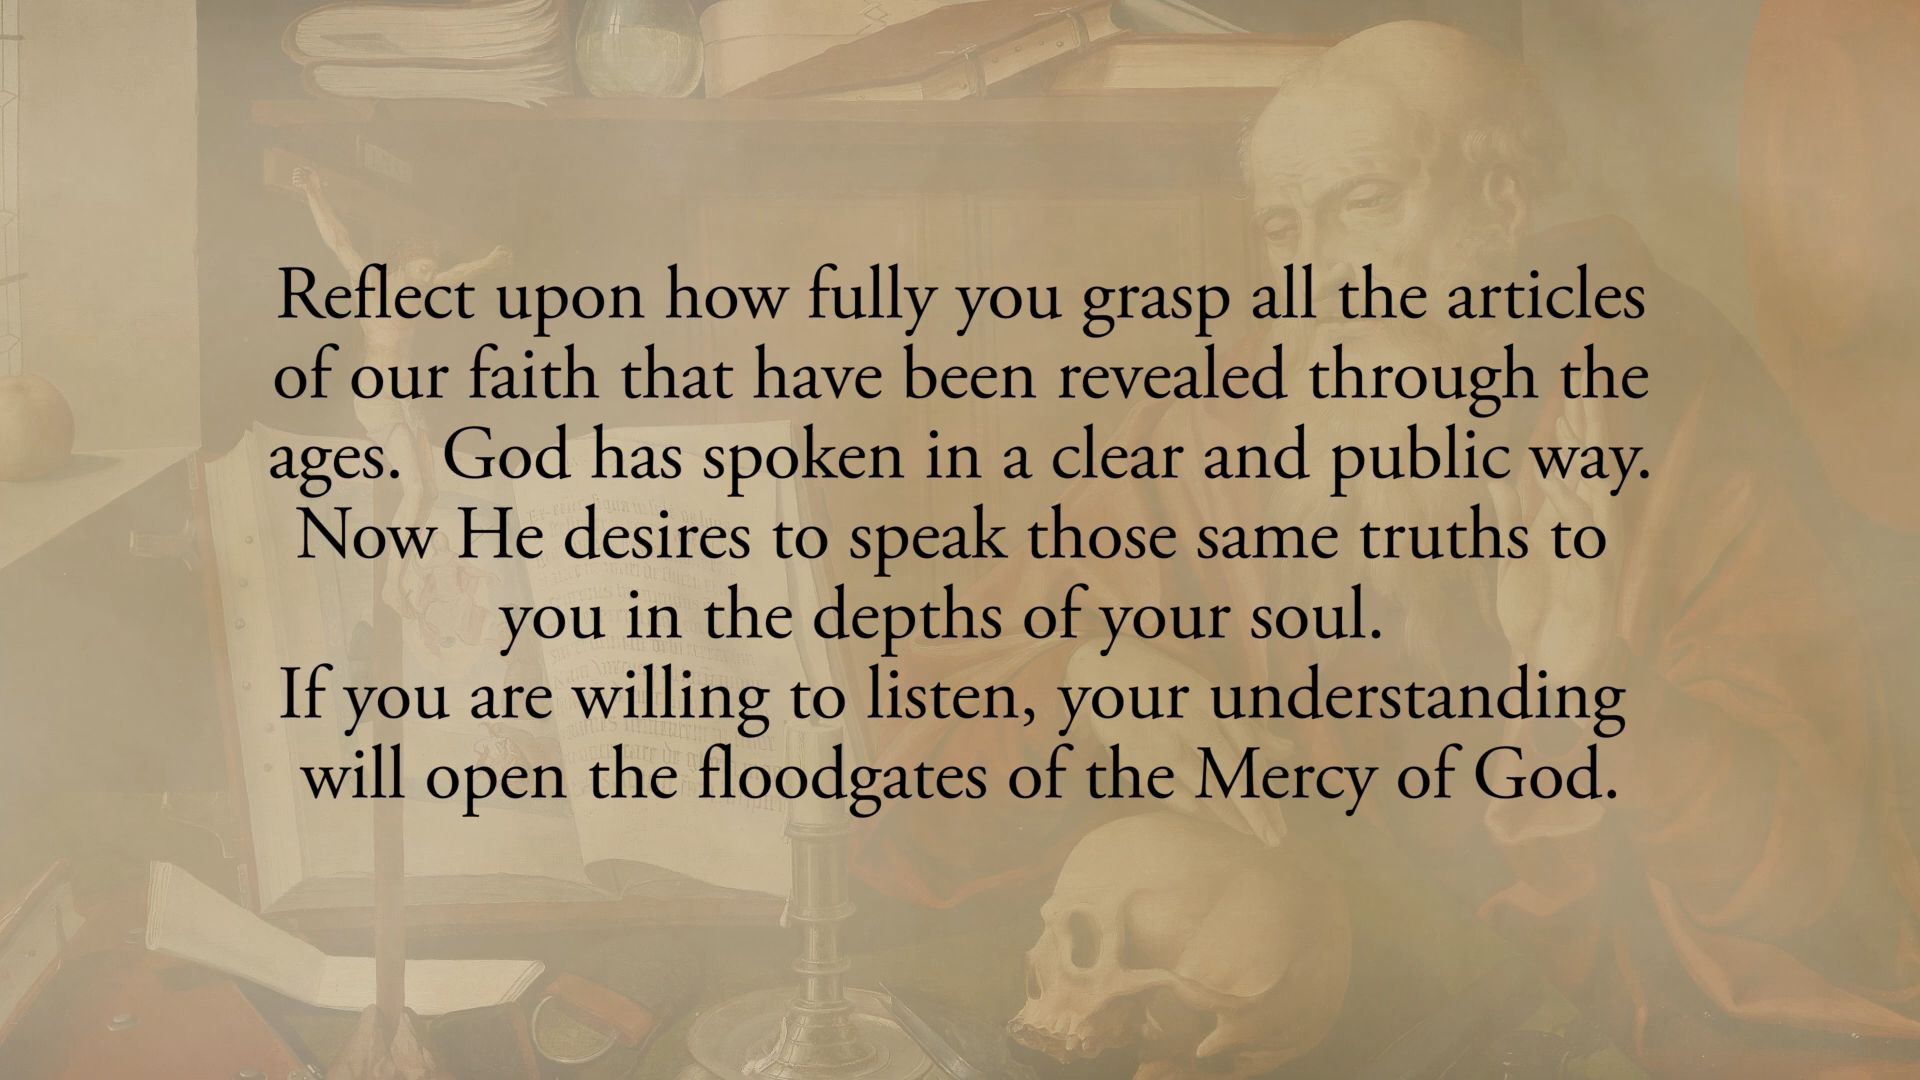 Reflect upon how fully you grasp all the articles
of our faith that have been revealed through the
ages.  God has spoken in a clear and public way.
Now He desires to speak those same truths to
you in the depths of your soul.
If you are willing to listen, your understanding
will open the floodgates of the Mercy of God.